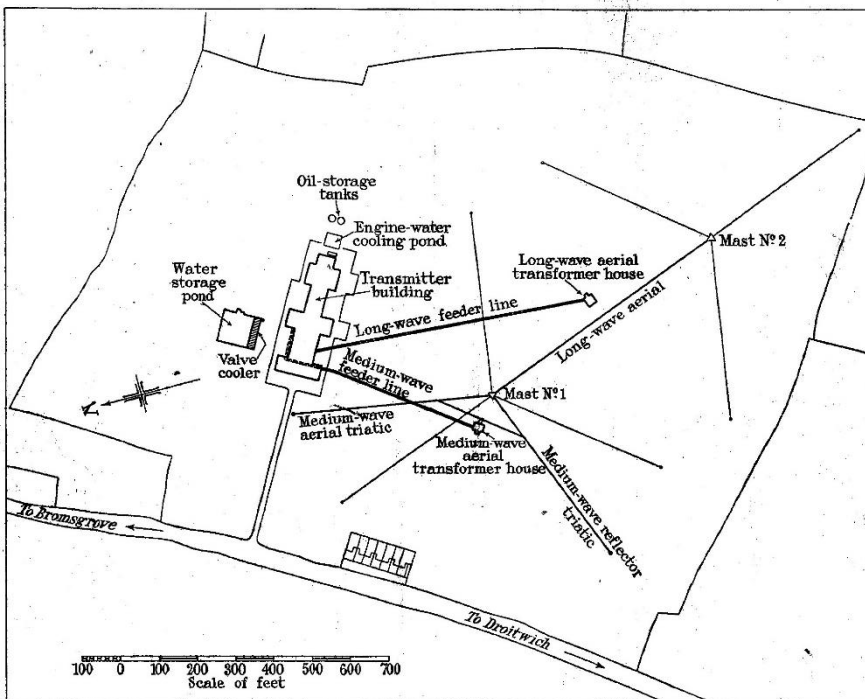 Oil-storage
tanks
Engine-water
cooling pond
Water
storage
pond
Transmitter
building
Valve
cooler
Long-wave aerial
transformer house
Mast Nº 2
Long-wave feeder line
Long-wave aerial
Medium-wave
feeder line
N
Mast Nº 1
Medium-wave
aerial triatic
Medium-wave
aerial
transformer house
Medium-wave reflector
triatic
To Bromsgrove
To Droitwich
100 0 100 200 300 400 500 600 700
Scale of feet